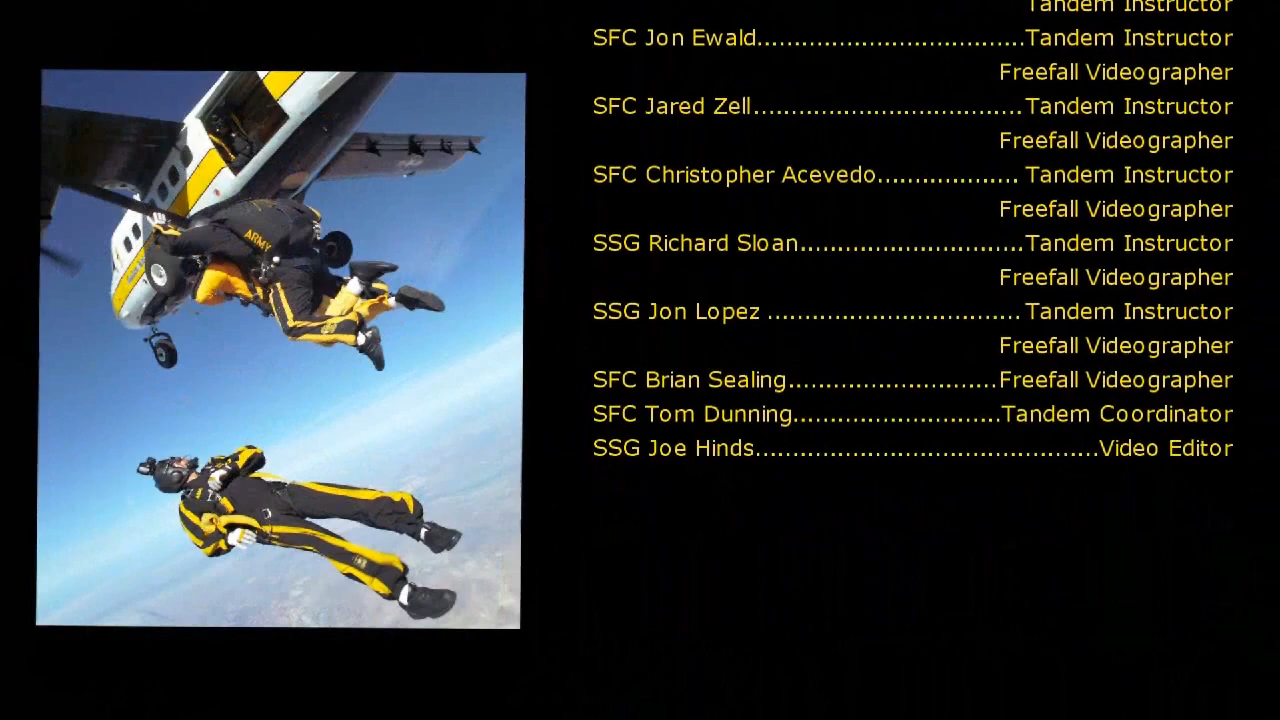 Tandem Instructor
SFC Jon Ewald....................................Tandem Instructor
Freefall Videographer
SFC Jared Zell....................................Tandem Instructor
Freefall Videographer
SFC Christopher Acevedo................... Tandem Instructor
Freefall Videographer
SSG Richard Sloan..............................Tandem Instructor
Freefall Videographer
SSG Jon Lopez ..................................Tandem Instructor
Freefall Videographer
SFC Brian Sealing............................Freefall Videographer
SFC Tom Dunning............................Tandem Coordinator
SSG Joe Hinds..............................................Video Editor
ARMY